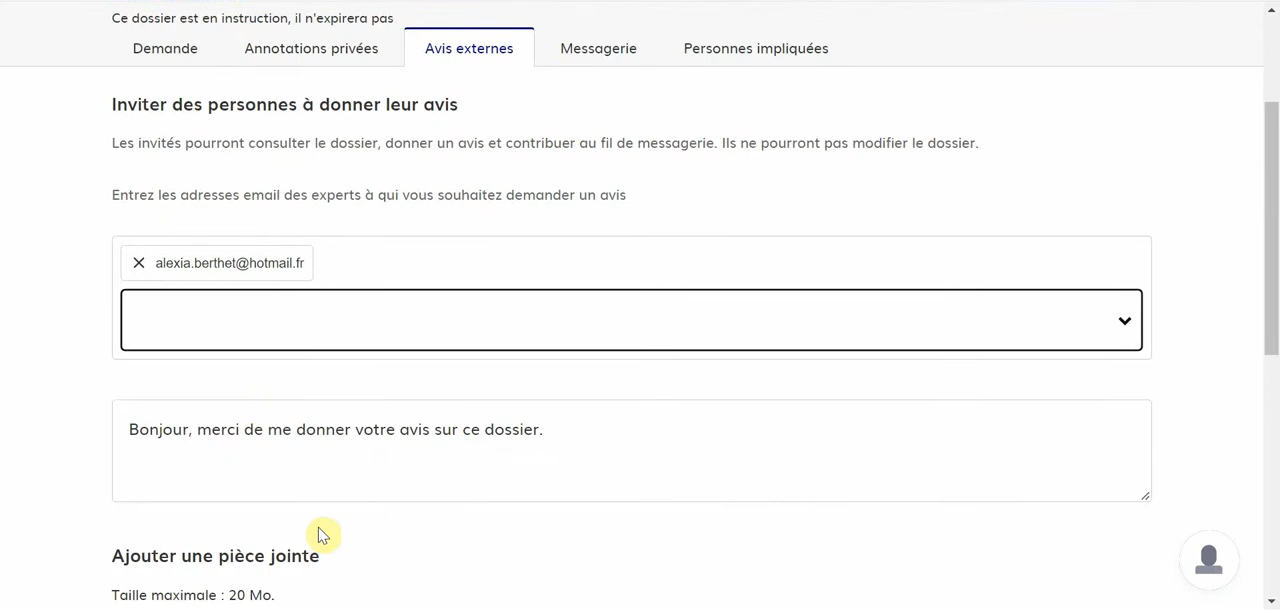 Ce dossier est en instruction, il n'expirera pas
Demande Annotations privées Avis externes Messagerie Personnes impliquées
Inviter des personnes à donner leur avis
Les invités pourront consulter le dossier, donner un avis et contribuer au fil de messagerie. Ils ne pourront pas modifier le dossier.
Entrez les adresses email des experts à qui vous souhaitez demander un avis
alexia.berthet@hotmail.fr
Bonjour, merci de me donner votre avis sur ce dossier.
Ajouter une pièce jointe
Taille maximale : 20 Mo.